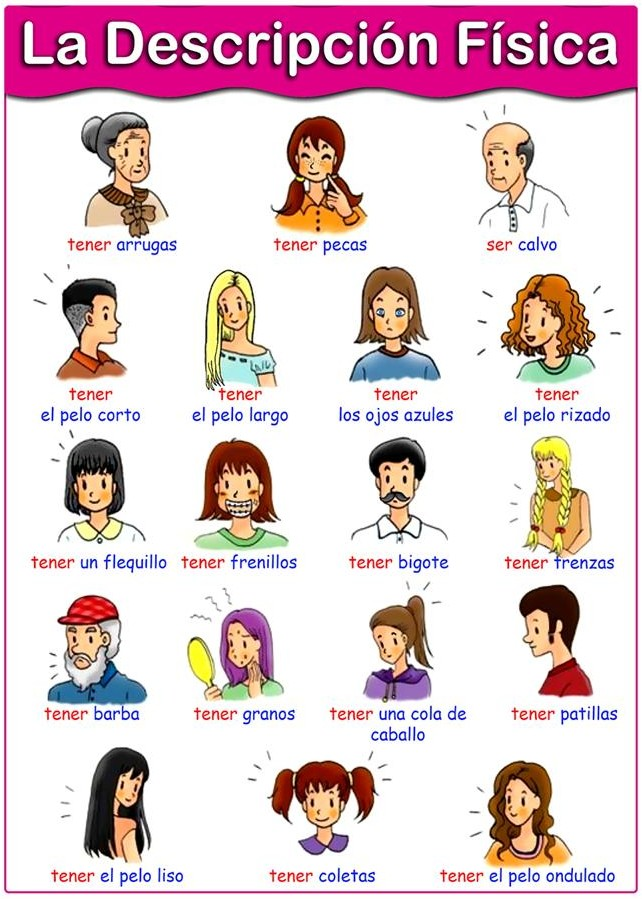 La Descripción Física
tener arrugas
tener pecas
ser calvo
tener
el pelo corto
tener
el pelo largo
tener
los ojos azules
tener
el pelo rizado
tener un flequillo
tener frenillos
tener bigote
tener trenzas
tener barba
tener granos
tener una cola de
caballo
tener patillas
tener el pelo liso
tener coletas
tener el pelo ondulado